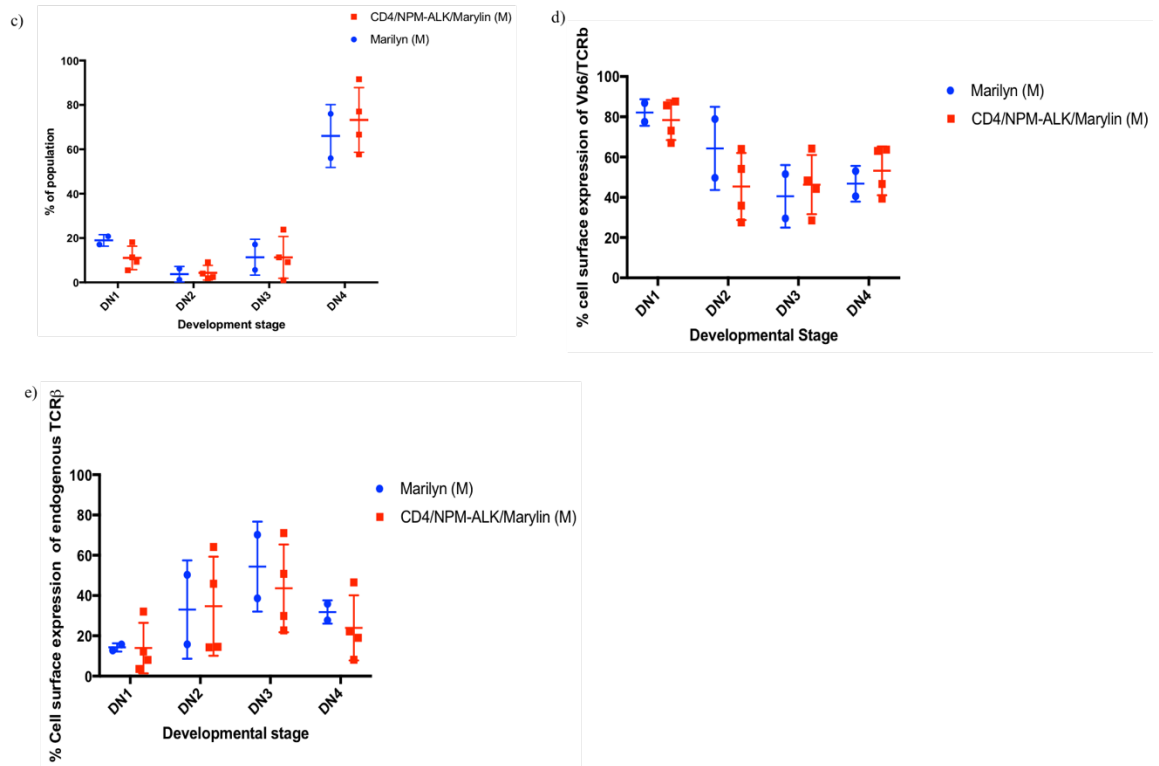 c)
CD4/NPM-ALK/Marylin (M)
Marilyn (M)
% of population
100
80
60
40
20
0
DN1
DN2
DN3
DN4
Development stage
d)
% cell surface expression of Vb6/TCRb
100
80
60
40
20
0
DN1
DN2
DN3
DN4
Developmental Stage
Marilyn (M)
CD4/NPM-ALK/Marylin (M)
e)
% Cell surface expression of endogenous TCRβ
100
80
60
40
20
0
DN1
DN2
DN3
DN4
Developmental stage
Marilyn (M)
CD4/NPM-ALK/Marylin (M)